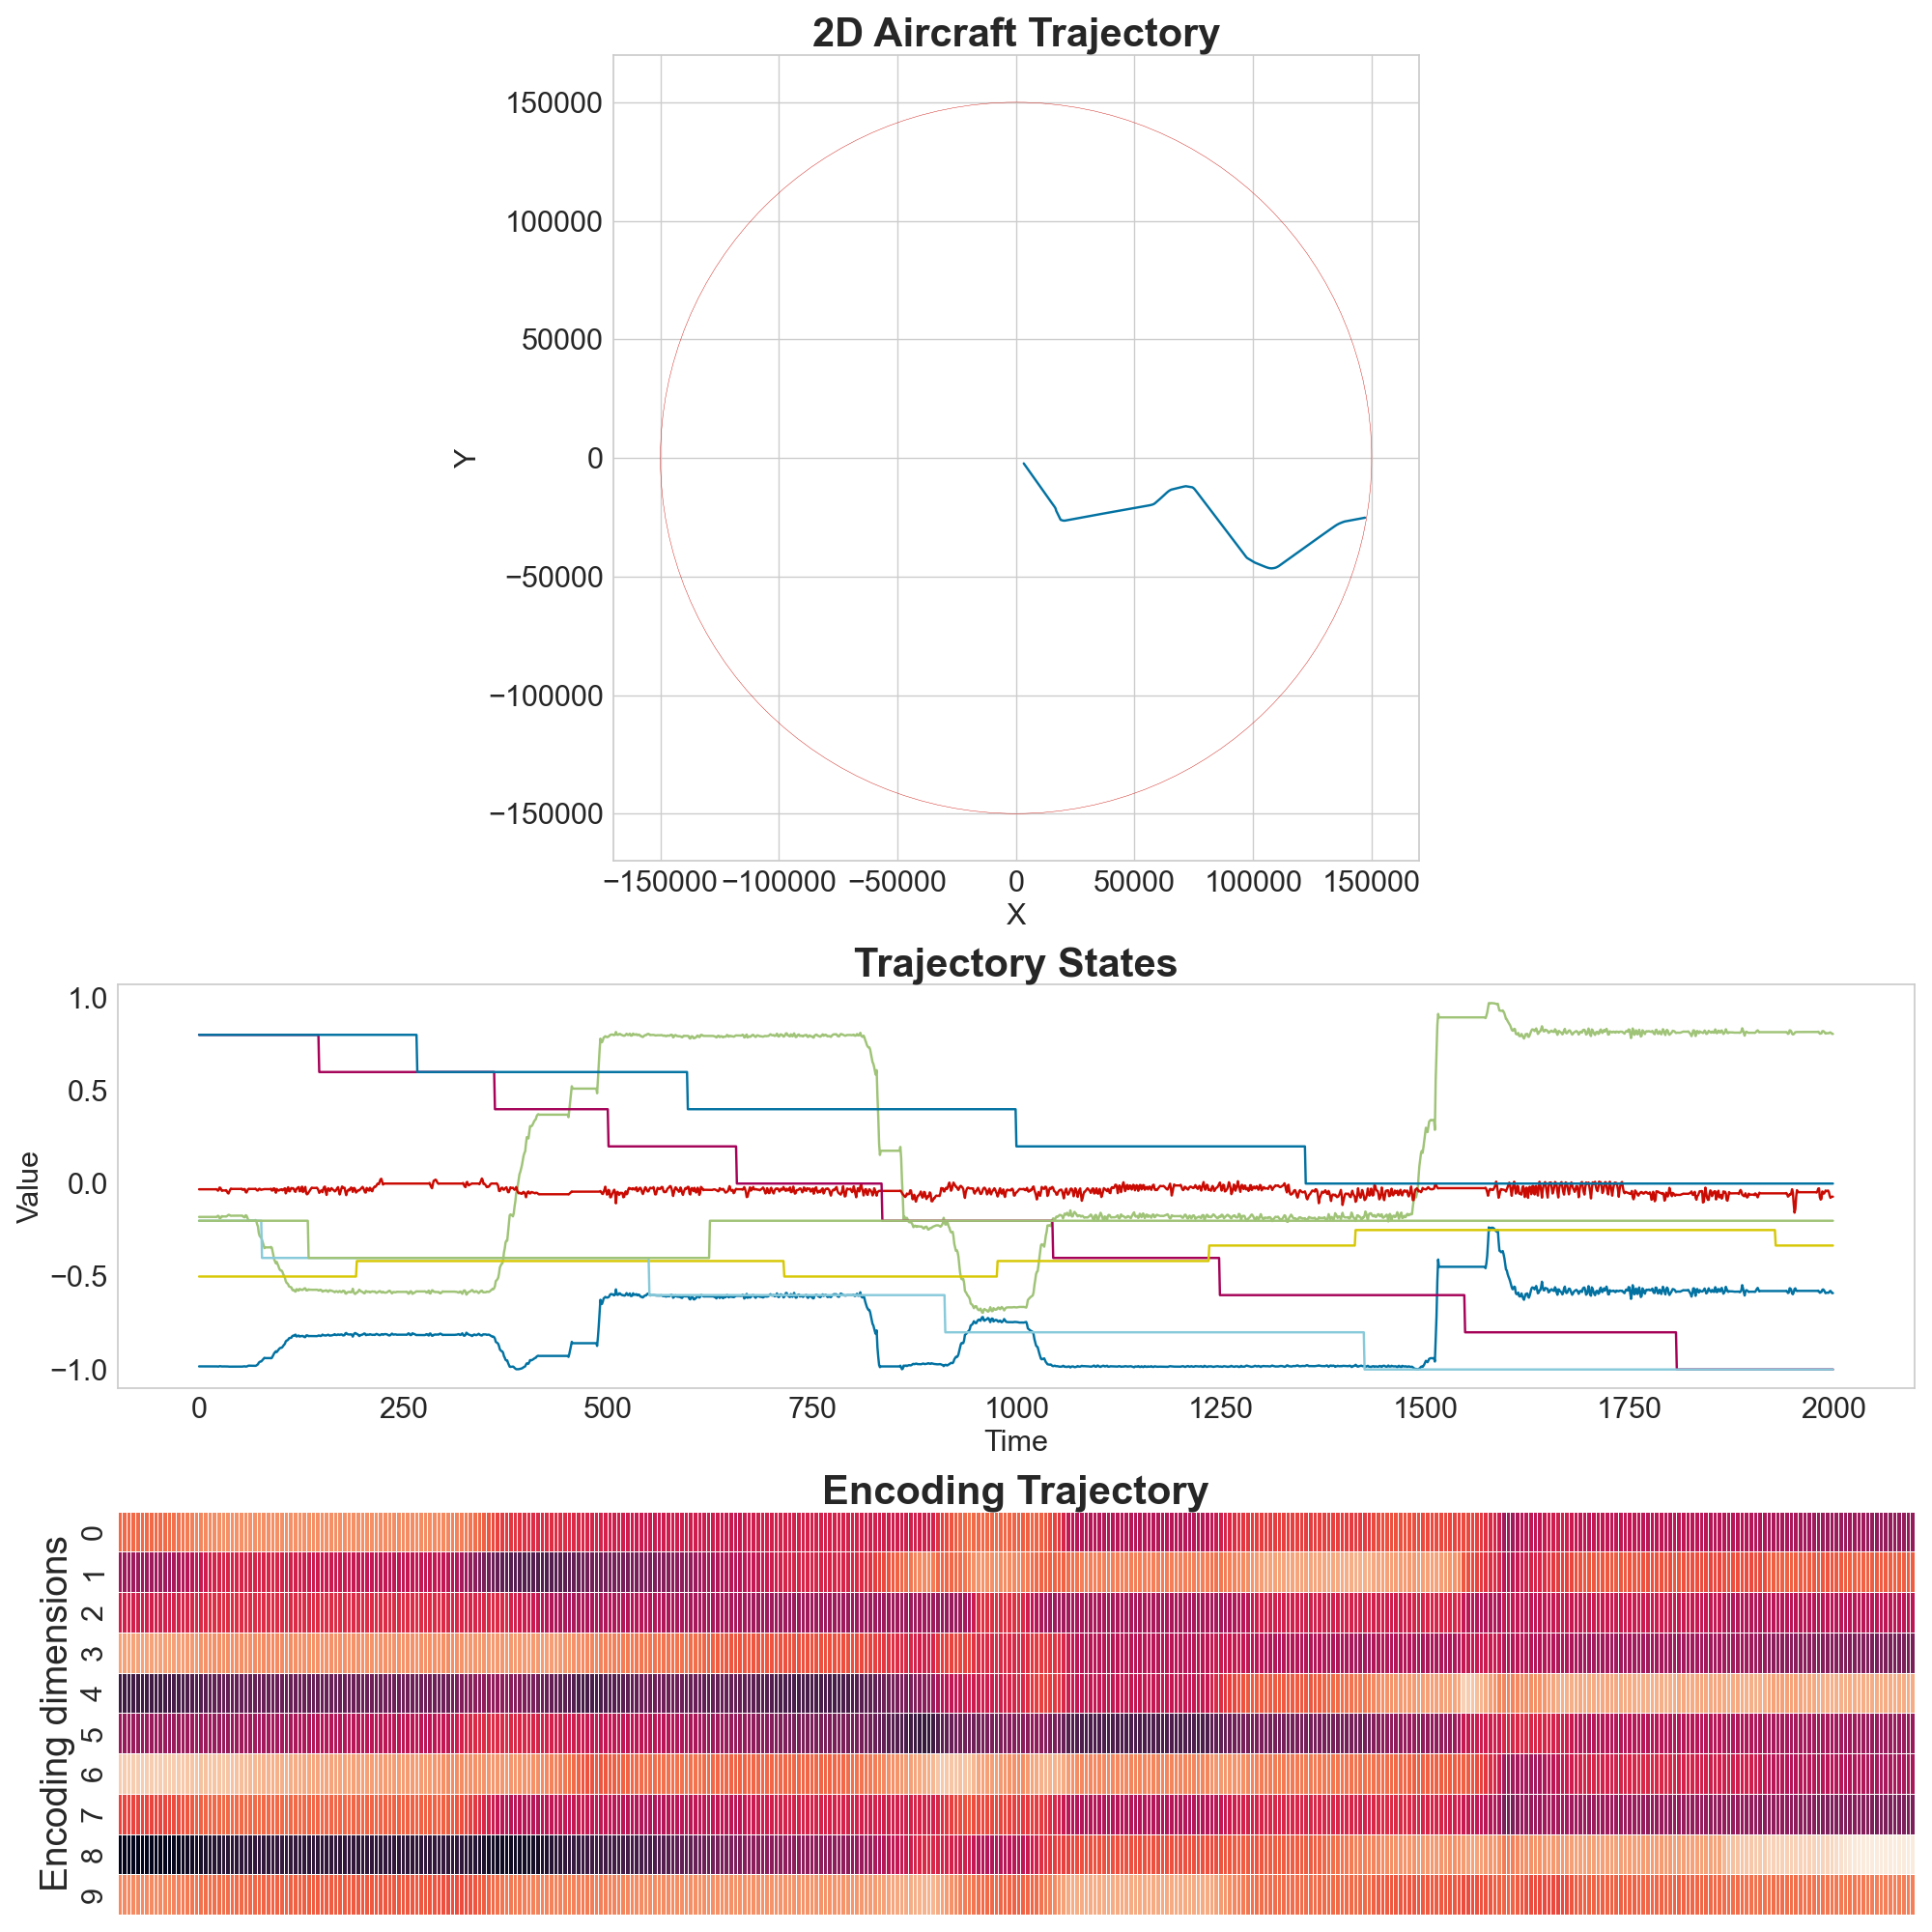 2D Aircraft Trajectory
150000
100000
50000
0
−50000
−100000
−150000
Y
−150000 −100000 −50000 0 50000 100000 150000
X
Trajectory States
1.0
0.5
0.0
−0.5
−1.0
Value
0 250 500 750 1000 1250 1500 1750 2000
Time
Encoding Trajectory
Encoding dimensions
0
1
2
3
4
5
6
7
8
9